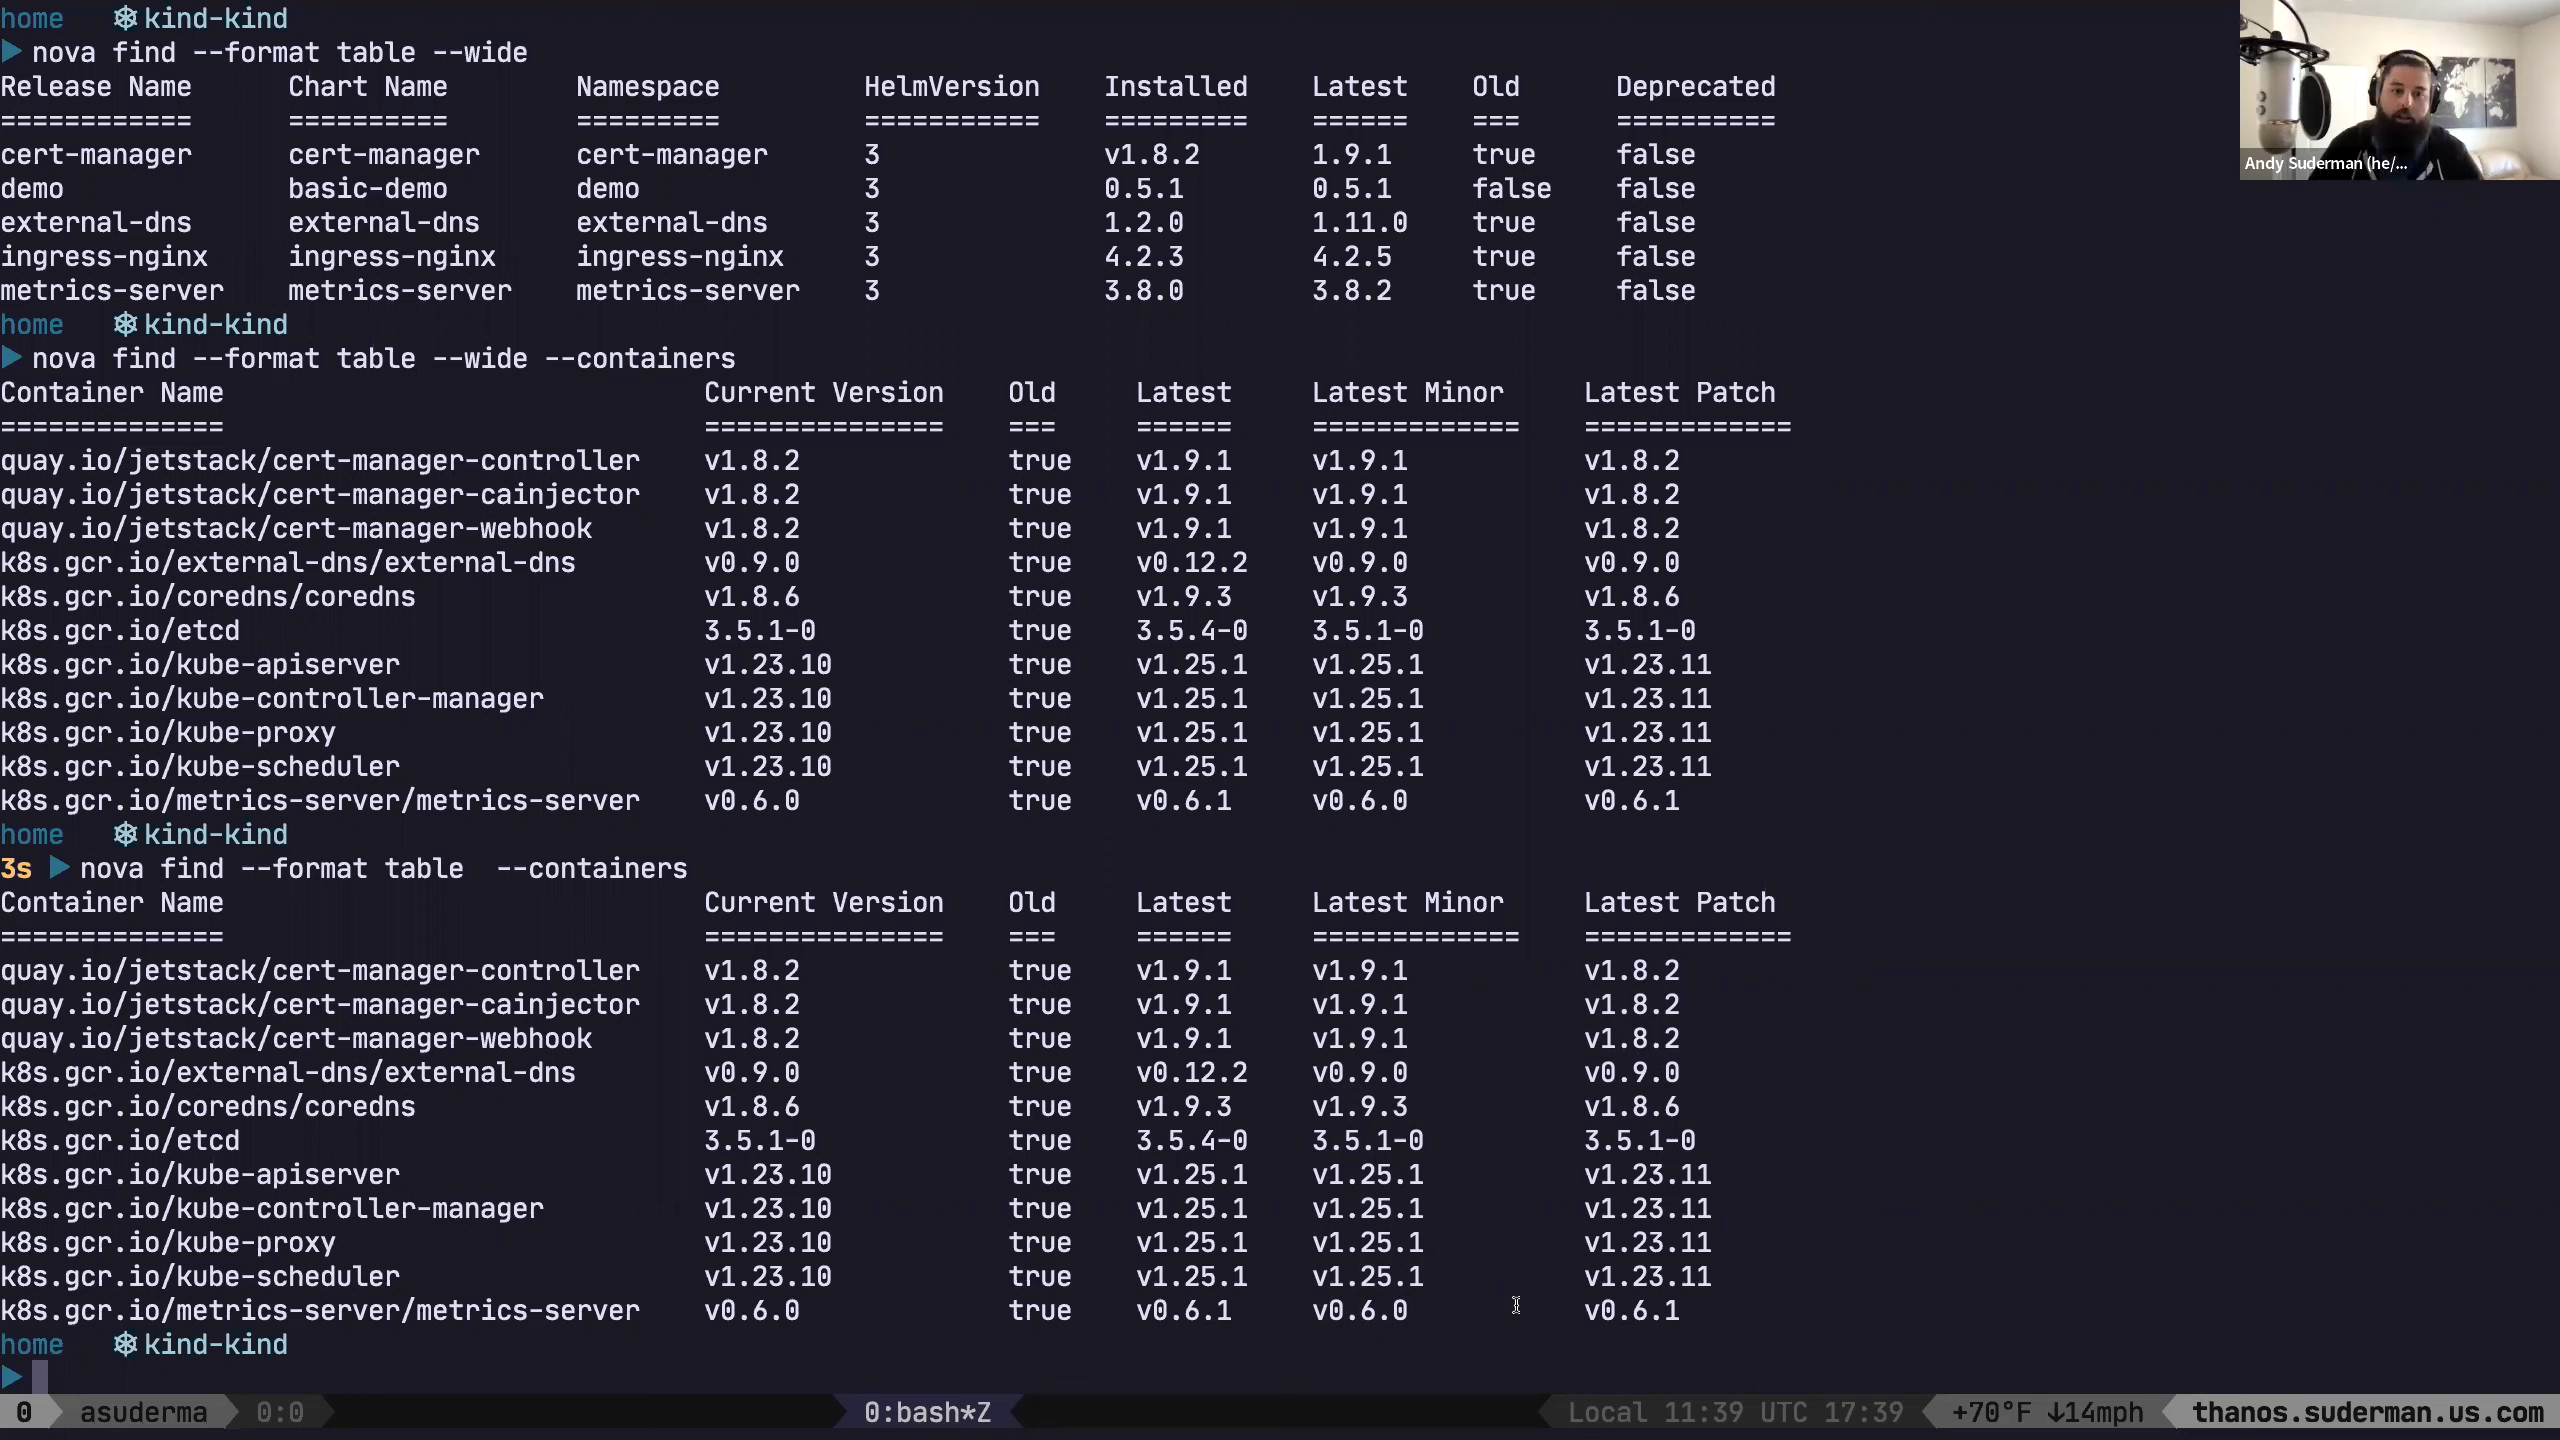 home ❄ kind-kind
▶ nova find --format table --wide
Release Name Chart Name Namespace HelmVersion Installed Latest Old Deprecated
============ ========== ========= =========== ========= ====== === ==========
cert-manager cert-manager cert-manager 3 v1.8.2 1.9.1 true false
demo basic-demo demo 3 0.5.1 0.5.1 false false
external-dns external-dns external-dns 3 1.2.0 1.11.0 true false
ingress-nginx ingress-nginx ingress-nginx 3 4.2.3 4.2.5 true false
metrics-server metrics-server metrics-server 3 3.8.0 3.8.2 true false
home ❄ kind-kind
▶ nova find --format table --wide --containers
Container Name Current Version Old Latest Latest Minor Latest Patch
============== =============== === ====== ============= =============
quay.io/jetstack/cert-manager-controller v1.8.2 true v1.9.1 v1.9.1 v1.8.2
quay.io/jetstack/cert-manager-cainjector v1.8.2 true v1.9.1 v1.9.1 v1.8.2
quay.io/jetstack/cert-manager-webhook v1.8.2 true v1.9.1 v1.9.1 v1.8.2
k8s.gcr.io/external-dns/external-dns v0.9.0 true v0.12.2 v0.9.0 v0.9.0
k8s.gcr.io/coredns/coredns v1.8.6 true v1.9.3 v1.9.3 v1.8.6
k8s.gcr.io/etcd 3.5.1-0 true 3.5.4-0 3.5.1-0 3.5.1-0
k8s.gcr.io/kube-apiserver v1.23.10 true v1.25.1 v1.25.1 v1.23.11
k8s.gcr.io/kube-controller-manager v1.23.10 true v1.25.1 v1.25.1 v1.23.11
k8s.gcr.io/kube-proxy v1.23.10 true v1.25.1 v1.25.1 v1.23.11
k8s.gcr.io/kube-scheduler v1.23.10 true v1.25.1 v1.25.1 v1.23.11
k8s.gcr.io/metrics-server/metrics-server v0.6.0 true v0.6.1 v0.6.0 v0.6.1
home ❄ kind-kind
3s ▶ nova find --format table  --containers
Container Name Current Version Old Latest Latest Minor Latest Patch
============== =============== === ====== ============= =============
quay.io/jetstack/cert-manager-controller v1.8.2 true v1.9.1 v1.9.1 v1.8.2
quay.io/jetstack/cert-manager-cainjector v1.8.2 true v1.9.1 v1.9.1 v1.8.2
quay.io/jetstack/cert-manager-webhook v1.8.2 true v1.9.1 v1.9.1 v1.8.2
k8s.gcr.io/external-dns/external-dns v0.9.0 true v0.12.2 v0.9.0 v0.9.0
k8s.gcr.io/coredns/coredns v1.8.6 true v1.9.3 v1.9.3 v1.8.6
k8s.gcr.io/etcd 3.5.1-0 true 3.5.4-0 3.5.1-0 3.5.1-0
k8s.gcr.io/kube-apiserver v1.23.10 true v1.25.1 v1.25.1 v1.23.11
k8s.gcr.io/kube-controller-manager v1.23.10 true v1.25.1 v1.25.1 v1.23.11
k8s.gcr.io/kube-proxy v1.23.10 true v1.25.1 v1.25.1 v1.23.11
k8s.gcr.io/kube-scheduler v1.23.10 true v1.25.1 v1.25.1 v1.23.11
k8s.gcr.io/metrics-server/metrics-server v0.6.0 true v0.6.1 v0.6.0 v0.6.1
home ❄ kind-kind
▶
0 asuderma 0:0 0:bash*Z Local 11:39 UTC 17:39 +70°F ↓14mph thanos.suderman.us.com
Andy Suderman (he/...